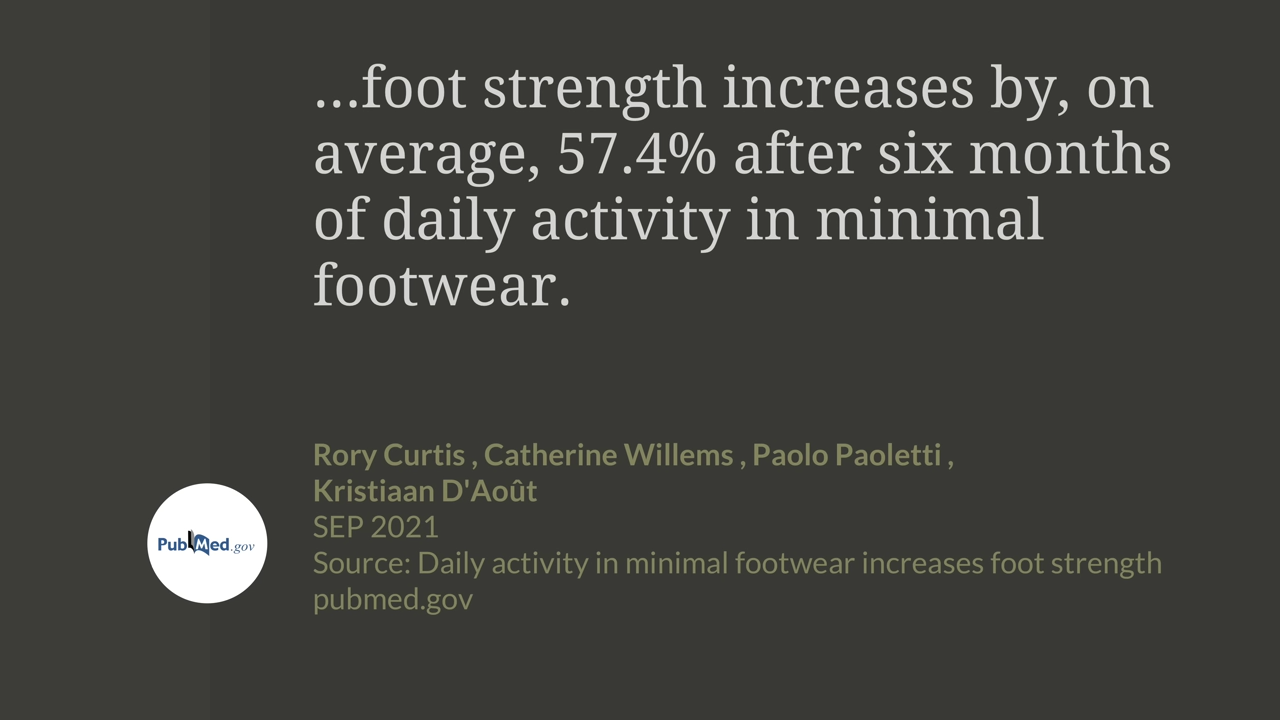 ...foot strength increases by, on
average, 57.4% after six months
of daily activity in minimal
footwear.
Rory Curtis , Catherine Willems , Paolo Paoletti ,
Kristiaan D'Août
SEP 2021
Source: Daily activity in minimal footwear increases foot strength
pubmed.gov
PubMed.gov